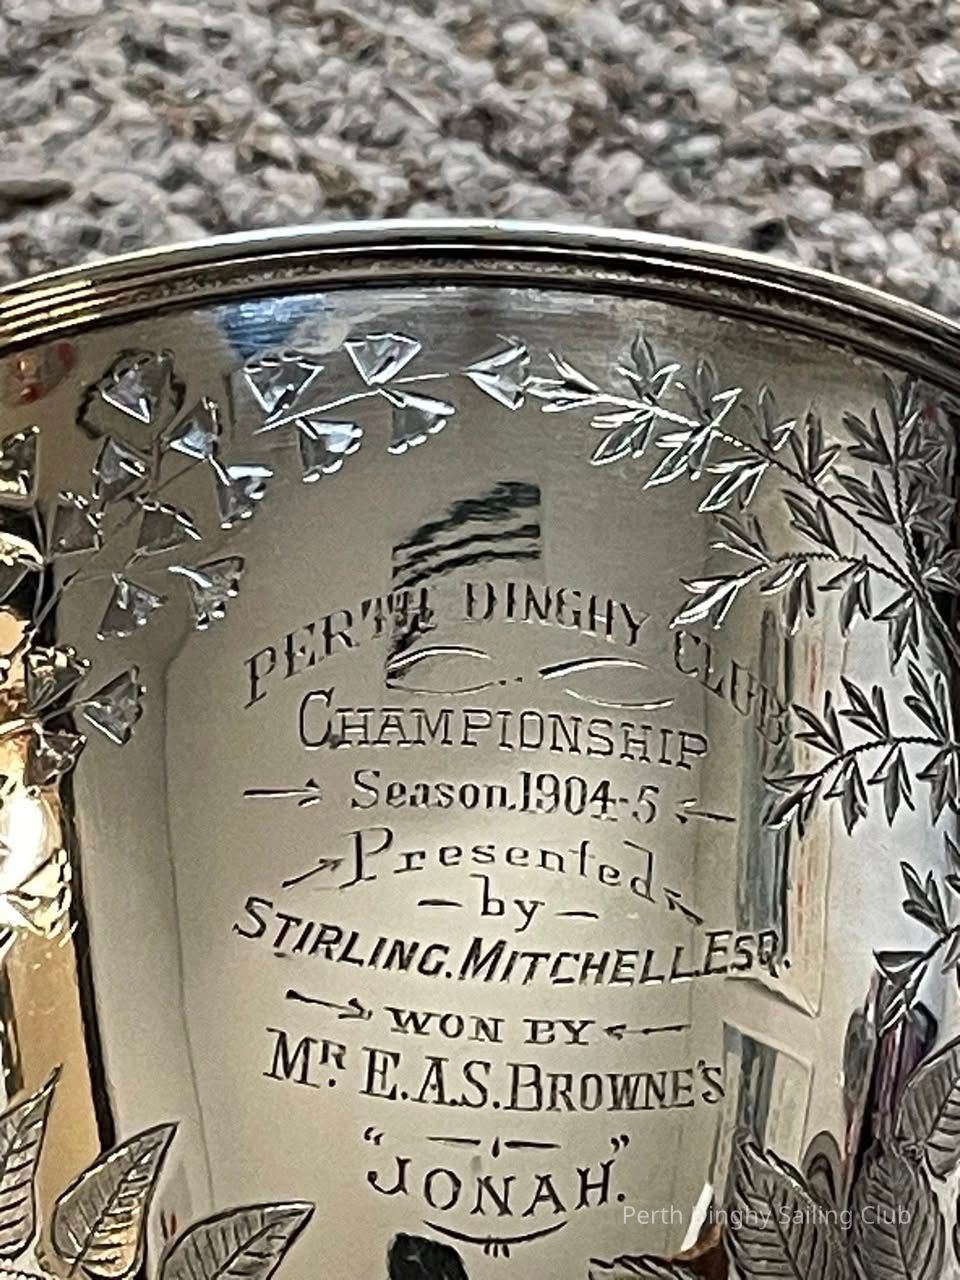 PERTH DINGHY CLUB
CHAMPIONSHIP
Season.1904-5
Presented
by
STIRLING.MITCHELL.ESQ.
WON BY
MR. E.A.S.BROWNE'S
"JONAH."
Perth Dinghy Sailing Club